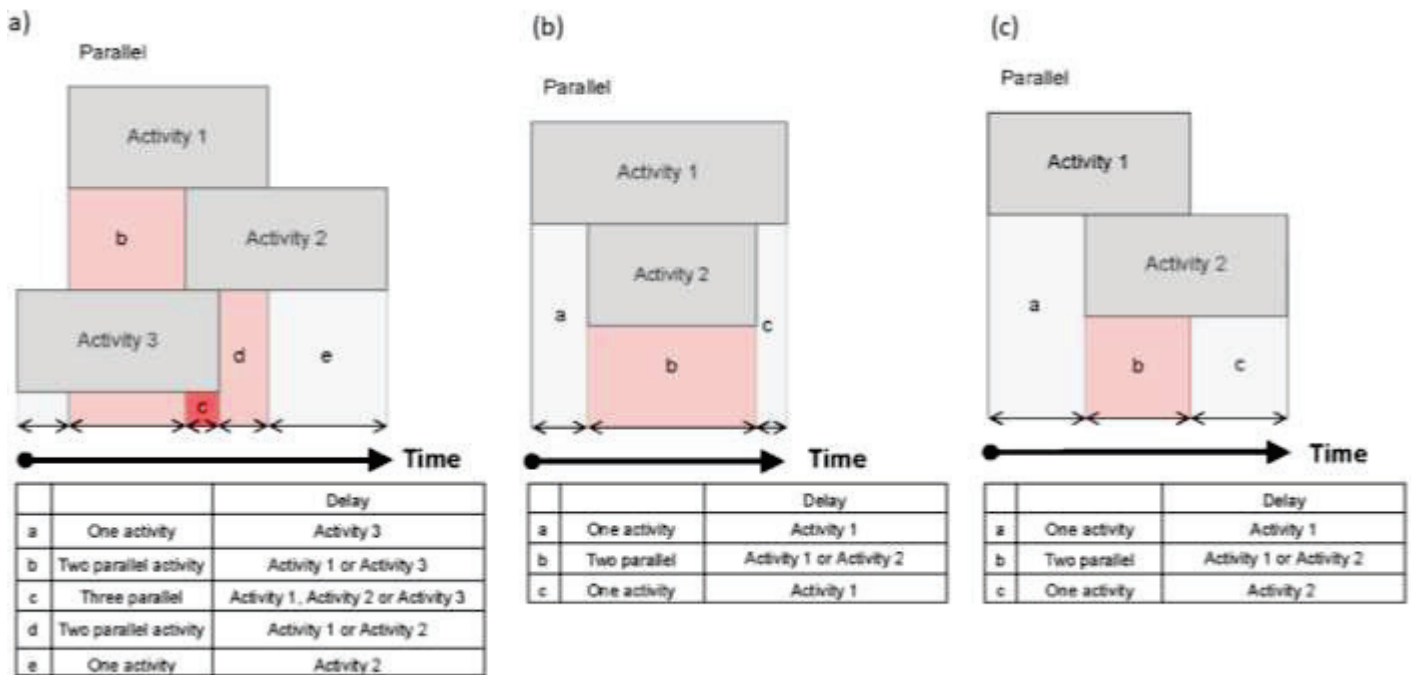 a)
Parallel
Activity 1
b
Activity 2
Activity 3
d
e
c
Time
Delay
a One activity Activity 3
b Two parallel activity Activity 1 or Activity 3
c Three parallel Activity 1, Activity 2 or Activity 3
d Two parallel activity Activity 1 or Activity 2
e One activity Activity 2
(b)
Parallel
Activity 1
Activity 2
a
c
b
Time
Delay
a One activity Activity 1
b Two parallel Activity 1 or Activity 2
c One activity Activity 1
(c)
Parallel
Activity 1
Activity 2
a
b
c
Time
Delay
a One activity Activity 1
b Two parallel Activity 1 or Activity 2
c One activity Activity 2